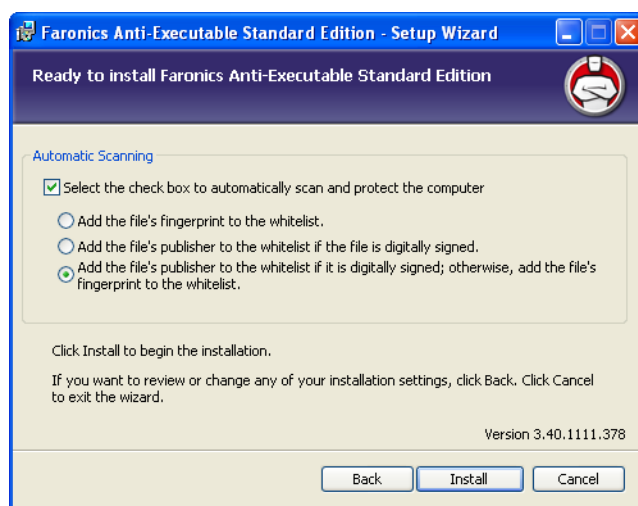 Faronics Anti-Executable Standard Edition - Setup Wizard
Ready to install Faronics Anti-Executable Standard Edition
Automatic Scanning
Select the check box to automatically scan and protect the computer
Add the file's fingerprint to the whitelist.
Add the file's publisher to the whitelist if the file is digitally signed.
Add the file's publisher to the whitelist if it is digitally signed; otherwise, add the file's
fingerprint to the whitelist.
Click Install to begin the installation.
If you want to review or change any of your installation settings, click Back. Click Cancel
to exit the wizard.
Version 3.40.1111.378
Back Install Cancel